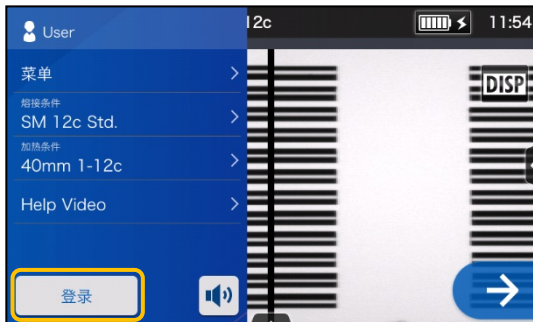 User
12c
11:54
菜单
熔接条件
SM 12c Std.
DISP
加热条件
40mm 1-12c
Help Video
登录